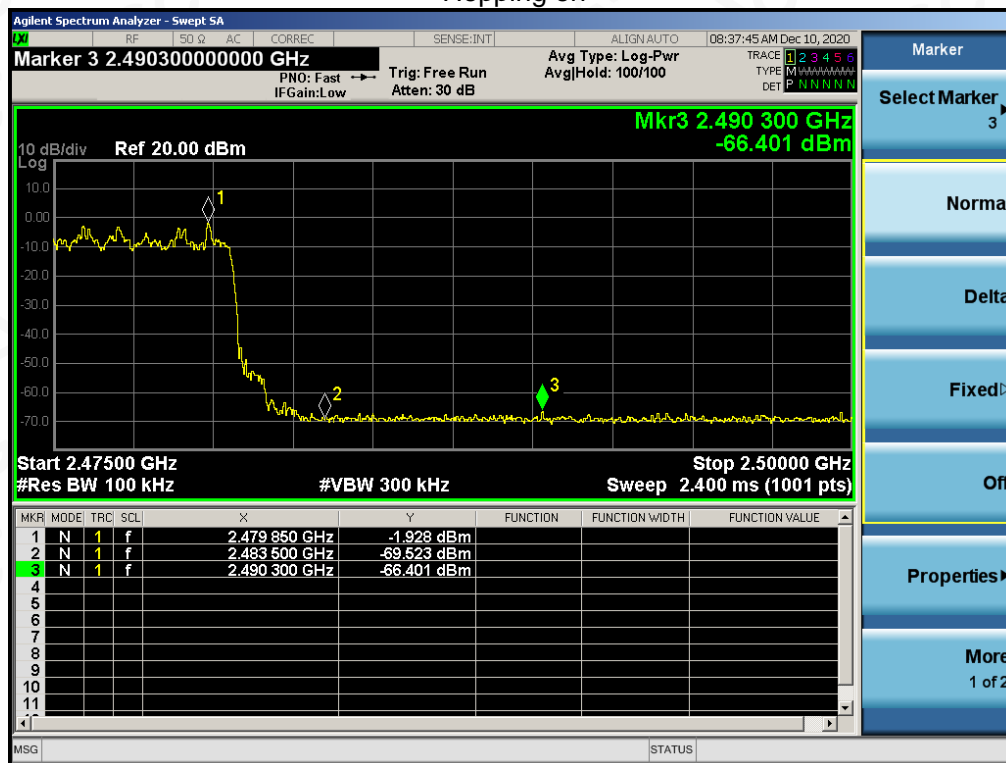 Hopping on
Agilent Spectrum Analyzer - Swept SA
LXI RF 50 Ω AC CORREC SENSE:INT ALIGN AUTO 08:37:45 AM Dec 10, 2020
Marker 3 2.490300000000 GHz
PNO: Fast
IFGain:Low
Trig: Free Run
Atten: 30 dB
Avg Type: Log-Pwr
Avg|Hold: 100/100
TRACE 1 2 3 4 5 6
TYPE M WWWWW
DET P N N N N N
Mkr3 2.490 300 GHz
-66.401 dBm
10 dB/div Ref 20.00 dBm
Log
10.0
0.00
-10.0
-20.0
-30.0
-40.0
-50.0
-60.0
-70.0
1
2
3
Start 2.47500 GHz Stop 2.50000 GHz
#Res BW 100 kHz #VBW 300 kHz Sweep 2.400 ms (1001 pts)
MKR MODE TRC SCL X Y FUNCTION FUNCTION WIDTH FUNCTION VALUE
1 N 1 f 2.479 850 GHz -1.928 dBm
2 N 1 f 2.483 500 GHz -69.523 dBm
3 N 1 f 2.490 300 GHz -66.401 dBm
4
5
6
7
8
9
10
11
MSG STATUS
Marker
Select Marker
3
Norma
Delta
Fixed
Off
Properties
More
1 of 2